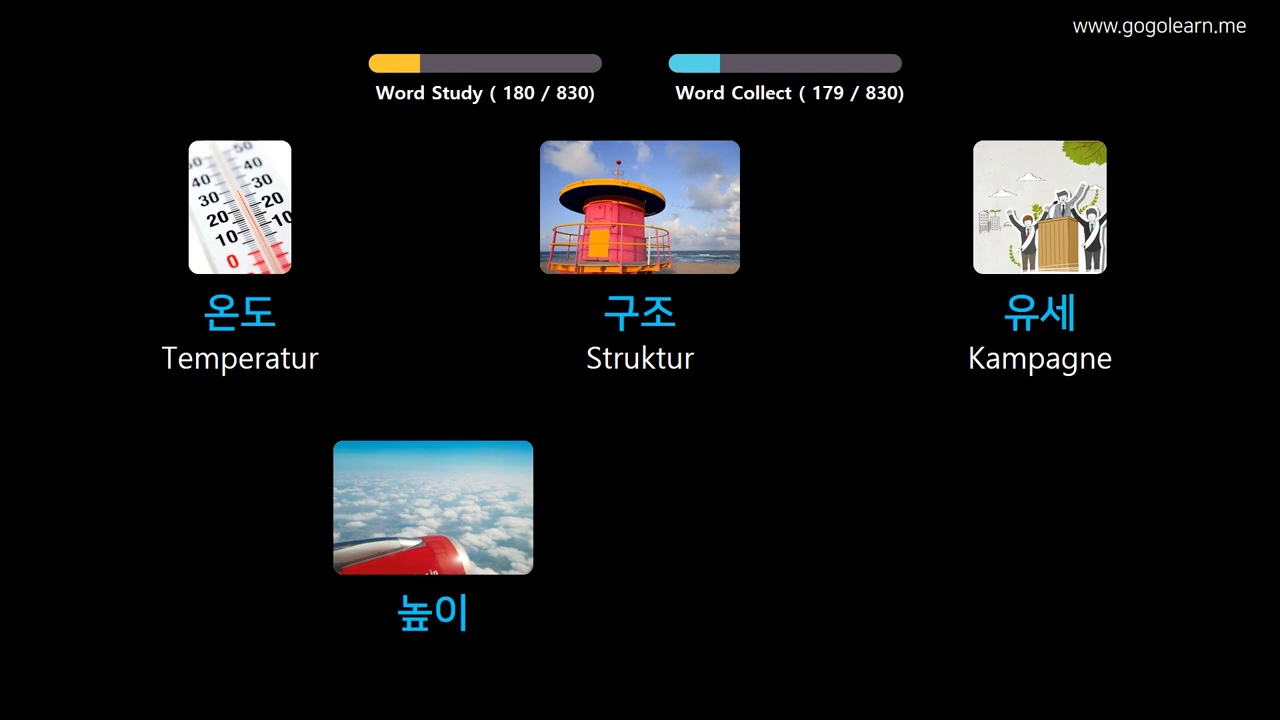 www.gogolearn.me
Word Study ( 180 / 830)
Word Collect ( 179 / 830)
온도
Temperatur
구조
Struktur
유세
Kampagne
높이